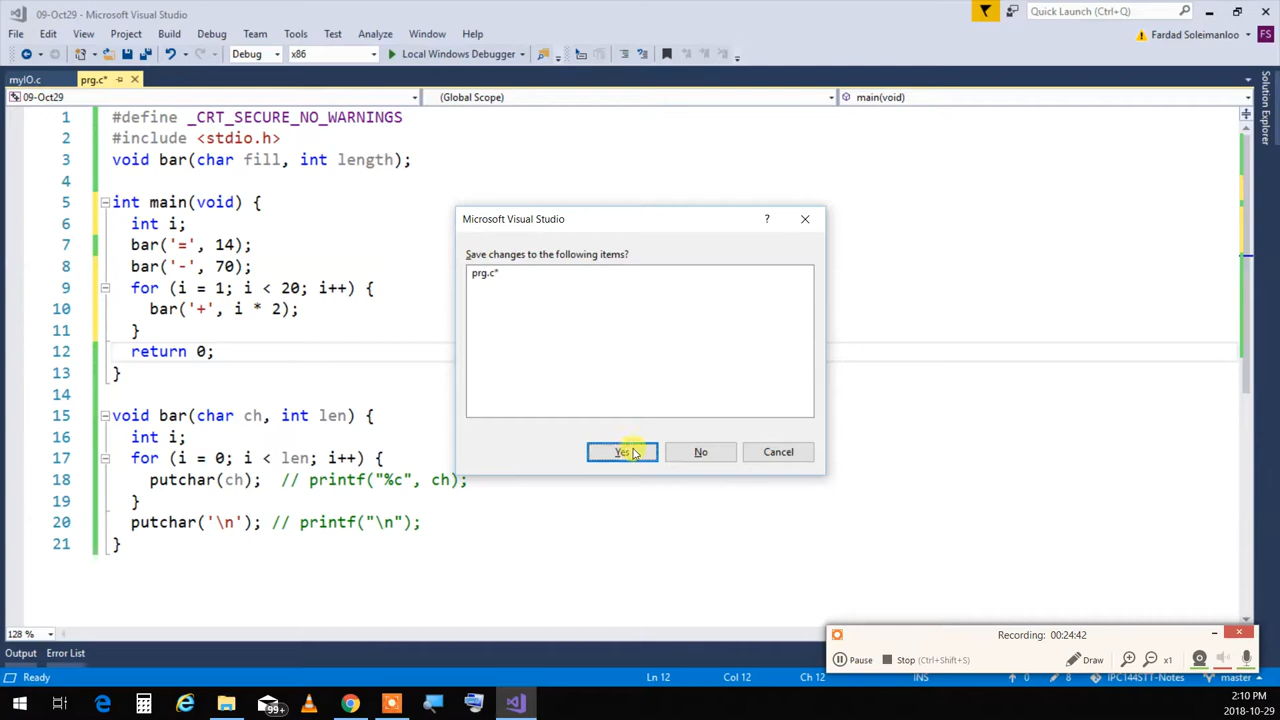 09-Oct29 - Microsoft Visual Studio
Quick Launch (Ctrl+Q)
File Edit View Project Build Debug Team Tools Test Analyze Window Help
Fardad Soleimanloo FS
Debug x86 Local Windows Debugger
myIO.c prg.c*
09-Oct29 (Global Scope) main(void)
Solution Explorer
1 #define _CRT_SECURE_NO_WARNINGS
2 #include <stdio.h>
3 void bar(char fill, int length);
4
5 int main(void) {
6 int i;
7 bar('=', 14);
8 bar('-', 70);
9 for (i = 1; i < 20; i++) {
10 bar('+', i * 2);
11 }
12 return 0;
13 }
14
15 void bar(char ch, int len) {
16 int i;
17 for (i = 0; i < len; i++) {
18 putchar(ch); // printf("%c", ch);
19 }
20 putchar('\n'); // printf("\n");
21 }
Microsoft Visual Studio ?
Save changes to the following items?
prg.c*
Yes No Cancel
128 %
Recording: 00:24:42
Pause Stop (Ctrl+Shift+S) Draw x1
Output Error List
Ready Ln 12 Col 12 Ch 12 INS 0 8 IPC144STT-Notes master
99+
2:10 PM
2018-10-29